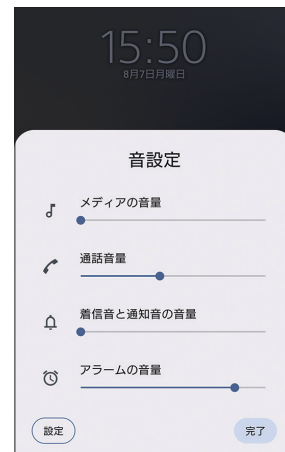 15:50
8月7日月曜日
音設定
メディアの音量
通話音量
着信音と通知音の音量
アラームの音量
設定
完了